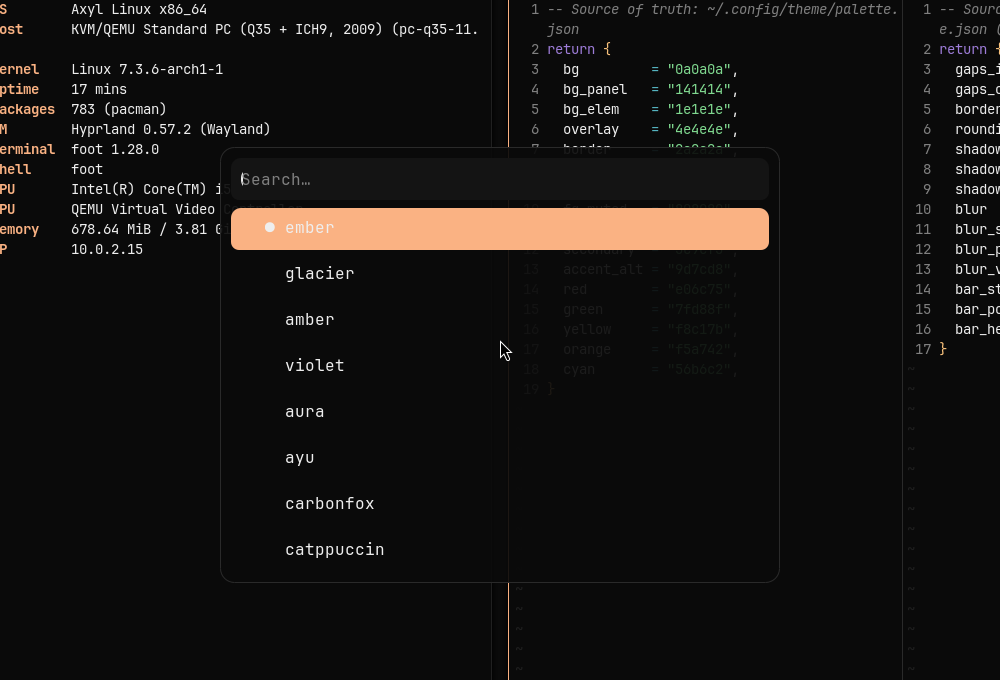 S Axyl Linux x86_64
ost KVM/QEMU Standard PC (Q35 + ICH9, 2009) (pc-q35-11.
ernel Linux 7.3.6-arch1-1
ptime 17 mins
ackages 783 (pacman)
M Hyprland 0.57.2 (Wayland)
erminal foot 1.28.0
hell foot
PU Intel(R) Core(TM) i
PU QEMU Virtual Video
emory 678.64 MiB / 3.81
P 10.0.2.15
Search…
ember
glacier
amber
violet
aura
ayu
carbonfox
catppuccin
1 -- Source of truth: ~/.config/theme/palette.
json
2 return {
3 bg = "0a0a0a",
4 bg_panel = "141414",
5 bg_elem = "1e1e1e",
6 overlay = "4e4e4e",
13 accent_alt = "9d7cd8",
14 red = "e06c75",
15 green = "7fd88f",
16 yellow = "f8c17b",
17 orange = "f5a742",
18 cyan = "56b6c2",
19 }
1 -- Sourc
e.json (
2 return {
3 gaps_i
4 gaps_o
5 border
6 roundi
7 shadow
8 shadow
9 shadow
10 blur
11 blur_s
12 blur_p
13 blur_v
14 bar_st
15 bar_po
16 bar_he
17 }